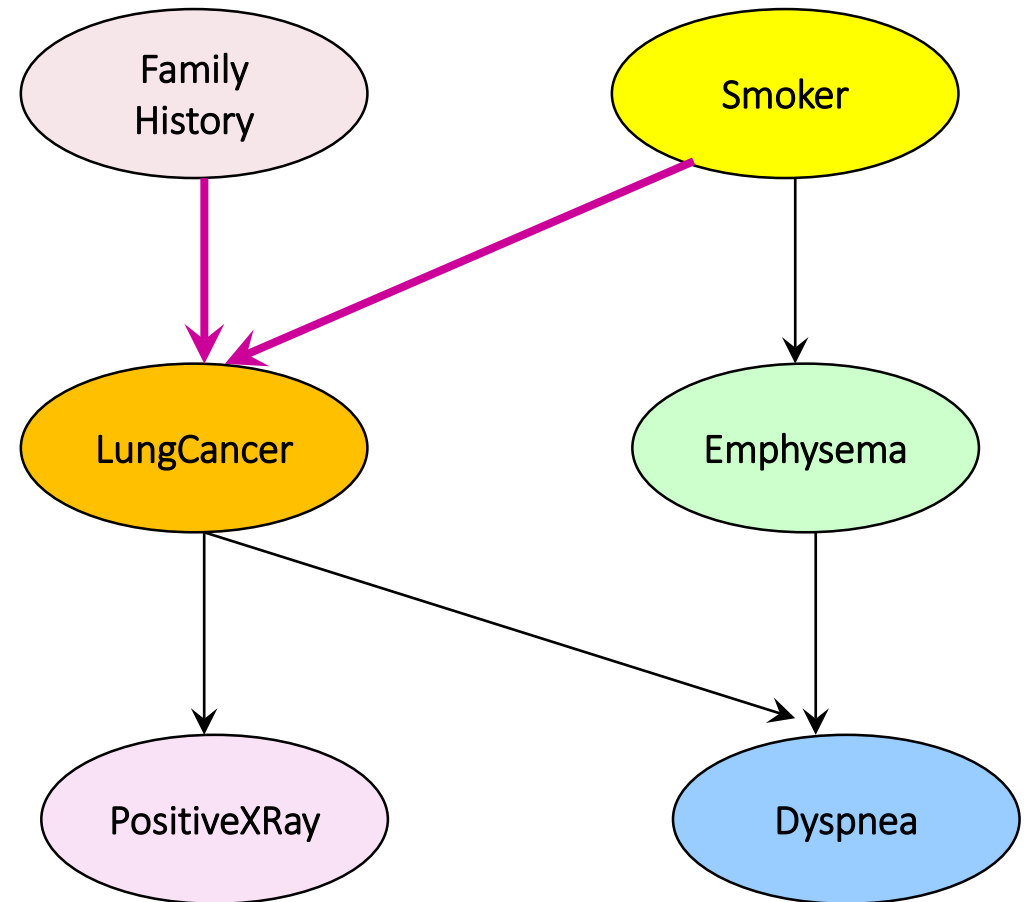 Family
History
Smoker
LungCancer
Emphysema
PositiveXRay
Dyspnea